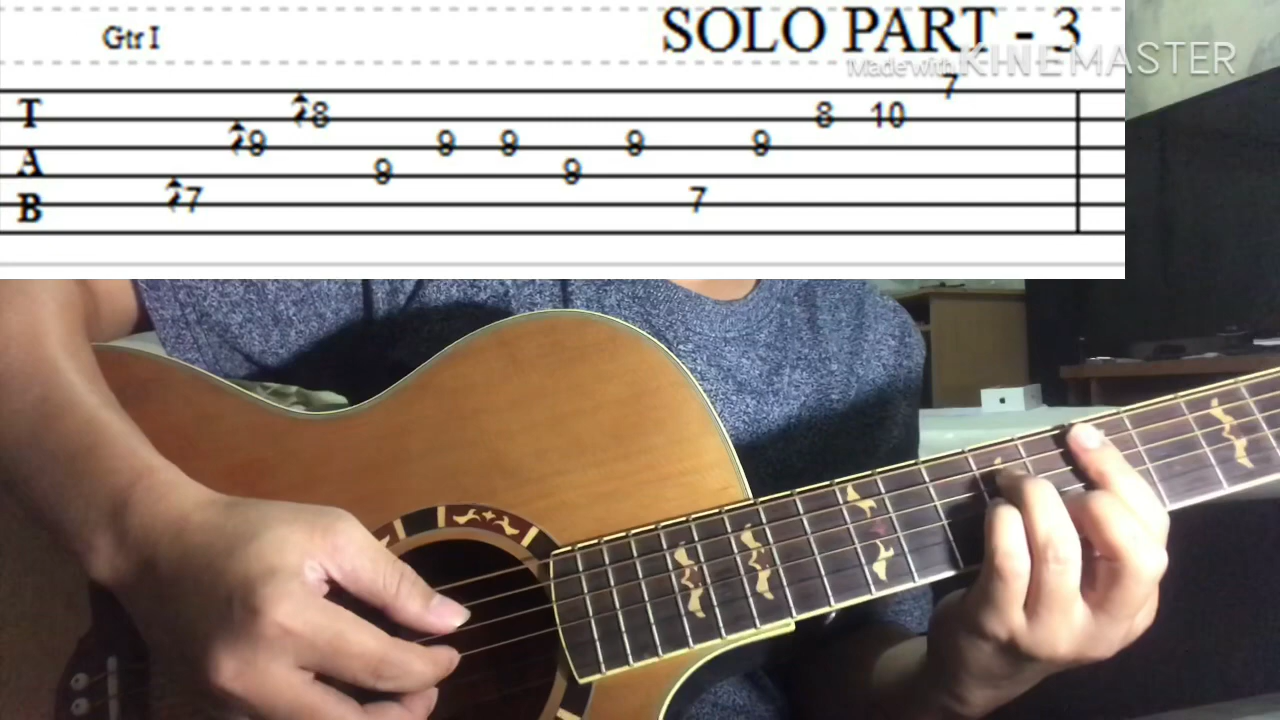 SOLO PART - 3
Gtr I
Made with KINEMASTER
T
A
B
7
8 8 10
9 9 9 9 9
9 9
7 7